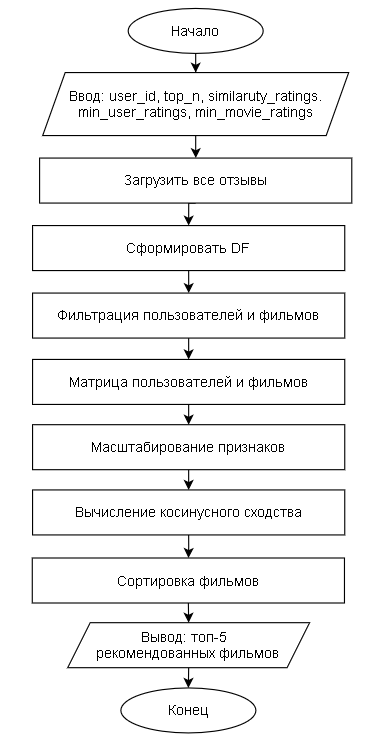 Начало
Ввод: user_id, top_n, similaruty_ratings.
min_user_ratings, min_movie_ratings
Загрузить все отзывы
Сформировать DF
Фильтрация пользователей и фильмов
Матрица пользователей и фильмов
Масштабирование признаков
Вычисление косинусного сходства
Сортировка фильмов
Вывод: топ-5
рекомендованных фильмов
Конец